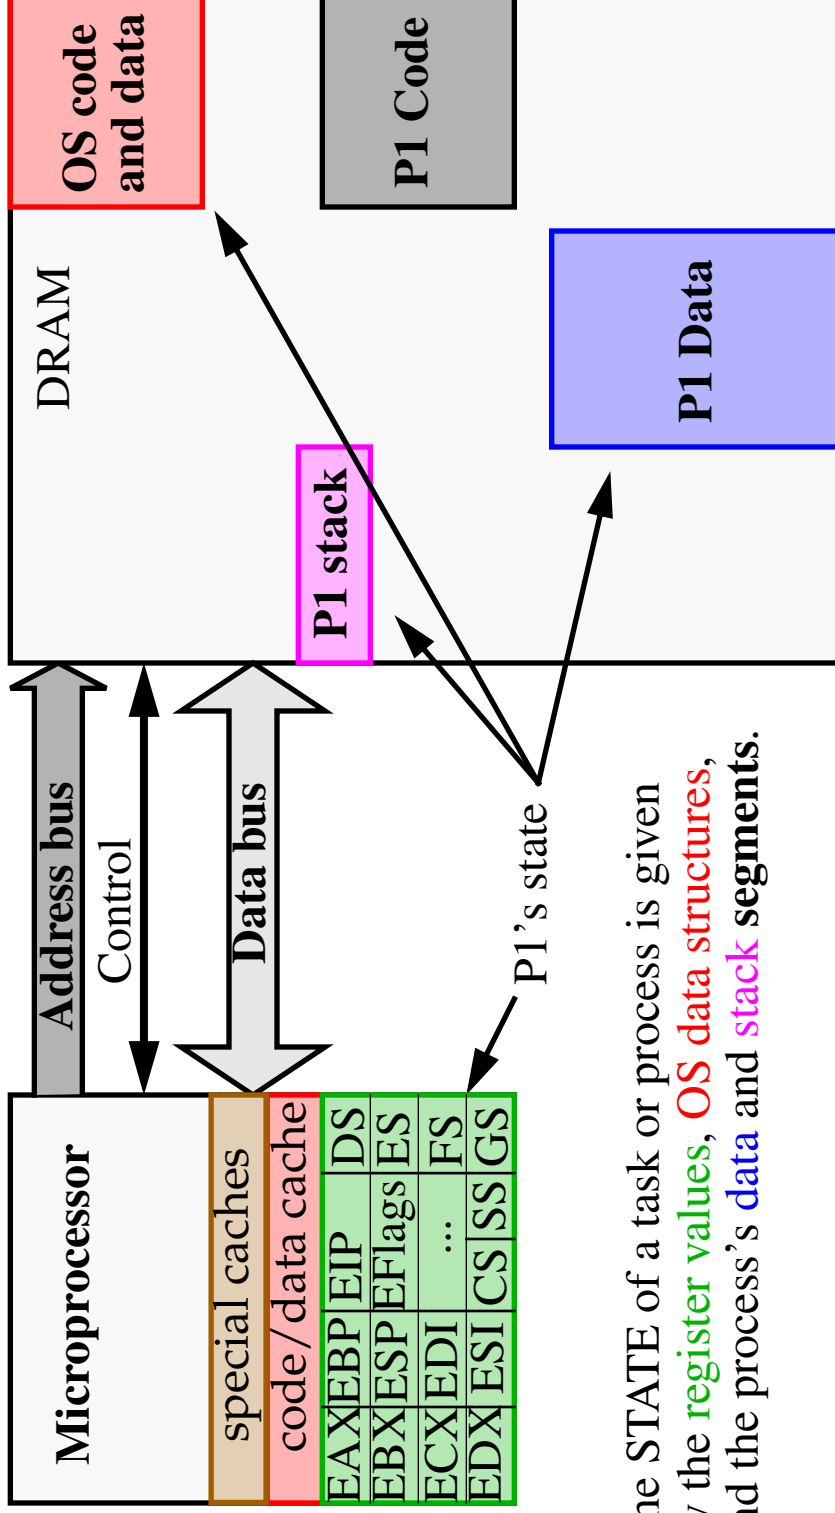 Microprocessor
special caches
code/data cache
EAX EBP EIP DS
EBX ESP EFlags ES
ECX EDI ... FS
EDX ESI CS SS GS
Address bus
Control
Data bus
P1's state
DRAM
OS code
and data
P1 stack
P1 Code
P1 Data
STATE of a task or process is given
the register values, OS data structures,
the process's data and stack segments.